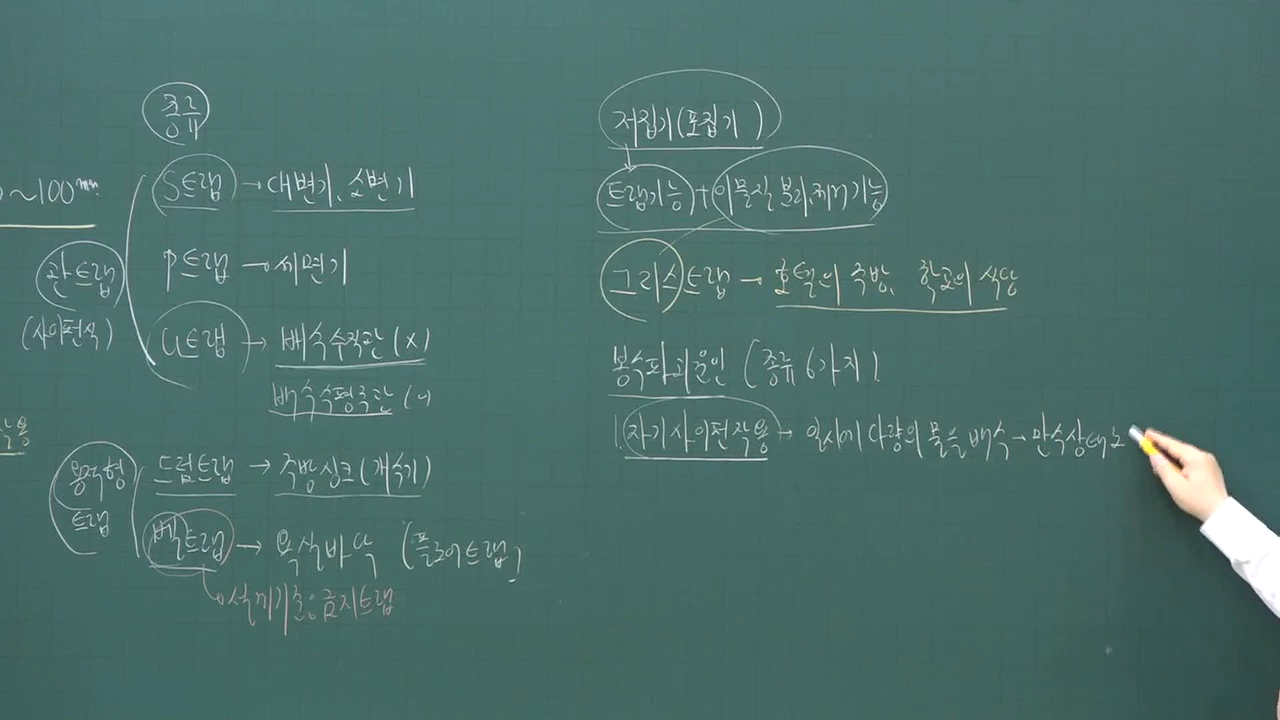 종류
~100mm
S트랩 → 대변기, 소변기
관트랩
(사이펀식)
P트랩 → 세면기
U트랩 → 배수수직관 (×)
배수수평주관 (
작용
용적형
트랩
드럼트랩 → 주방싱크 (개수기)
벨트랩 → 욕실바닥 (플로어트랩)
금지트랩
저집기(포집기)
트랩기능 + 이물질 분리, 제거기능
그리스트랩 → 호텔의 주방, 학교의 식당
봉수파괴원인 (종류 6가지)
1. 자기사이펀작용 → 일시에 다량의 물을 배수 → 만수상태로